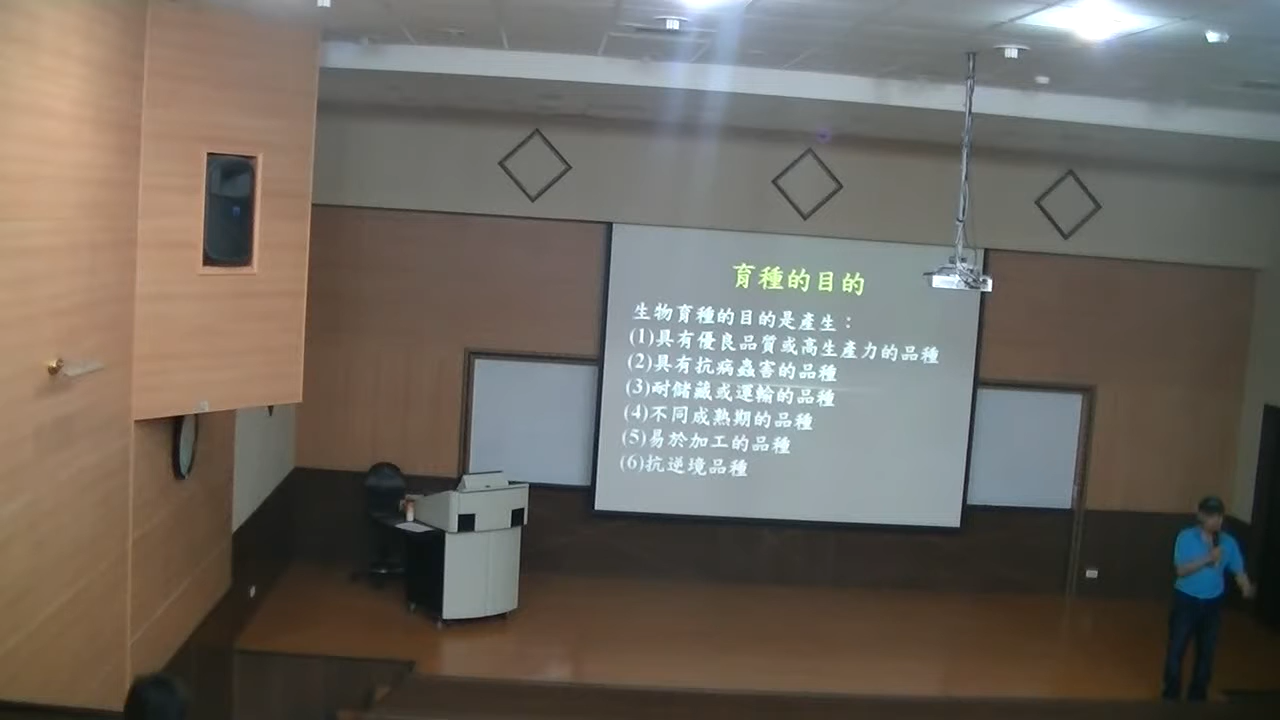 育種的目的
生物育種的目的是產生：
(1)具有優良品質或高生產力的品種
(2)具有抗病蟲害的品種
(3)耐儲藏或運輸的品種
(4)不同成熟期的品種
(5)易於加工的品種
(6)抗逆境品種